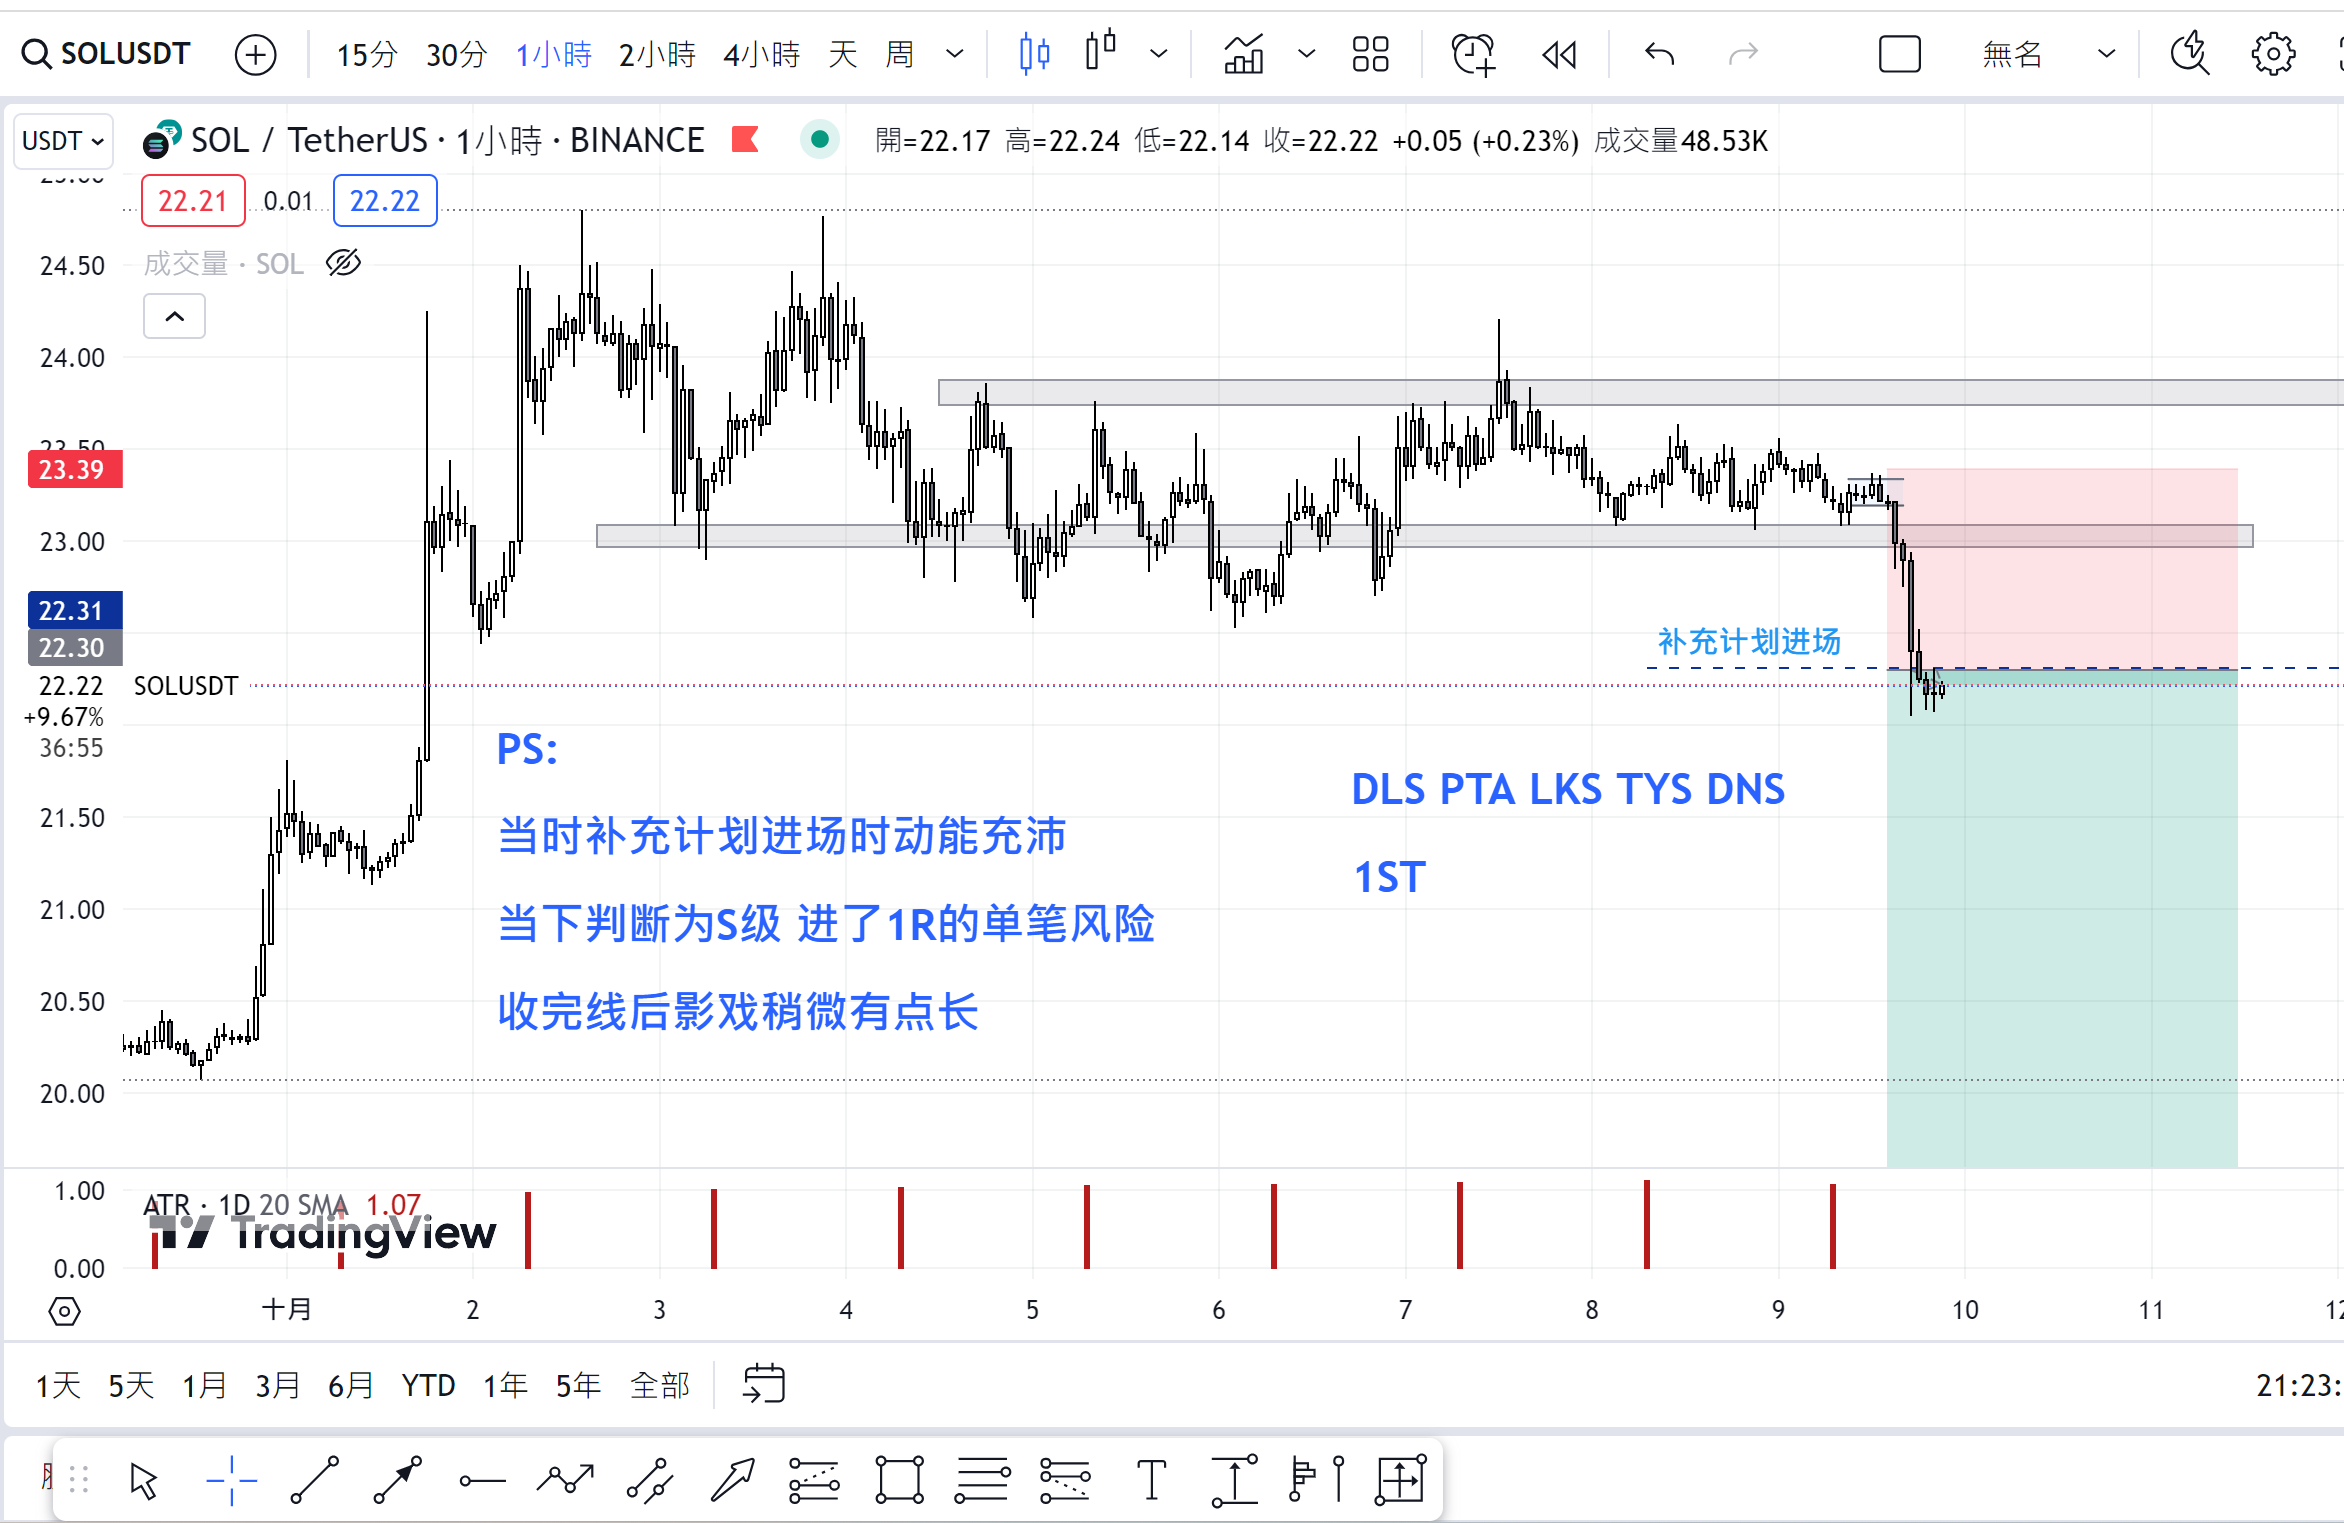 SOLUSDT 15分 30分 1小時 2小時 4小時 天 周 無名
USDT SOL / TetherUS · 1小時 · BINANCE 開=22.17 高=22.24 低=22.14 收=22.22 +0.05 (+0.23%) 成交量48.53K
22.21 0.01 22.22
成交量 · SOL
24.50
24.00
23.39
23.00
22.31
22.30
22.22 SOLUSDT
+9.67%
36:55
21.50
21.00
20.50
20.00
补充计划进场
PS:
当时补充计划进场时动能充沛
当下判断为S级 进了1R的单笔风险
收完线后影戏稍微有点长
DLS PTA LKS TYS DNS
1ST
1.00
ATR · 1D 20 SMA 1.07
TradingView
0.00
十月 2 3 4 5 6 7 8 9 10 11
1天 5天 1月 3月 6月 YTD 1年 5年 全部 21:23: